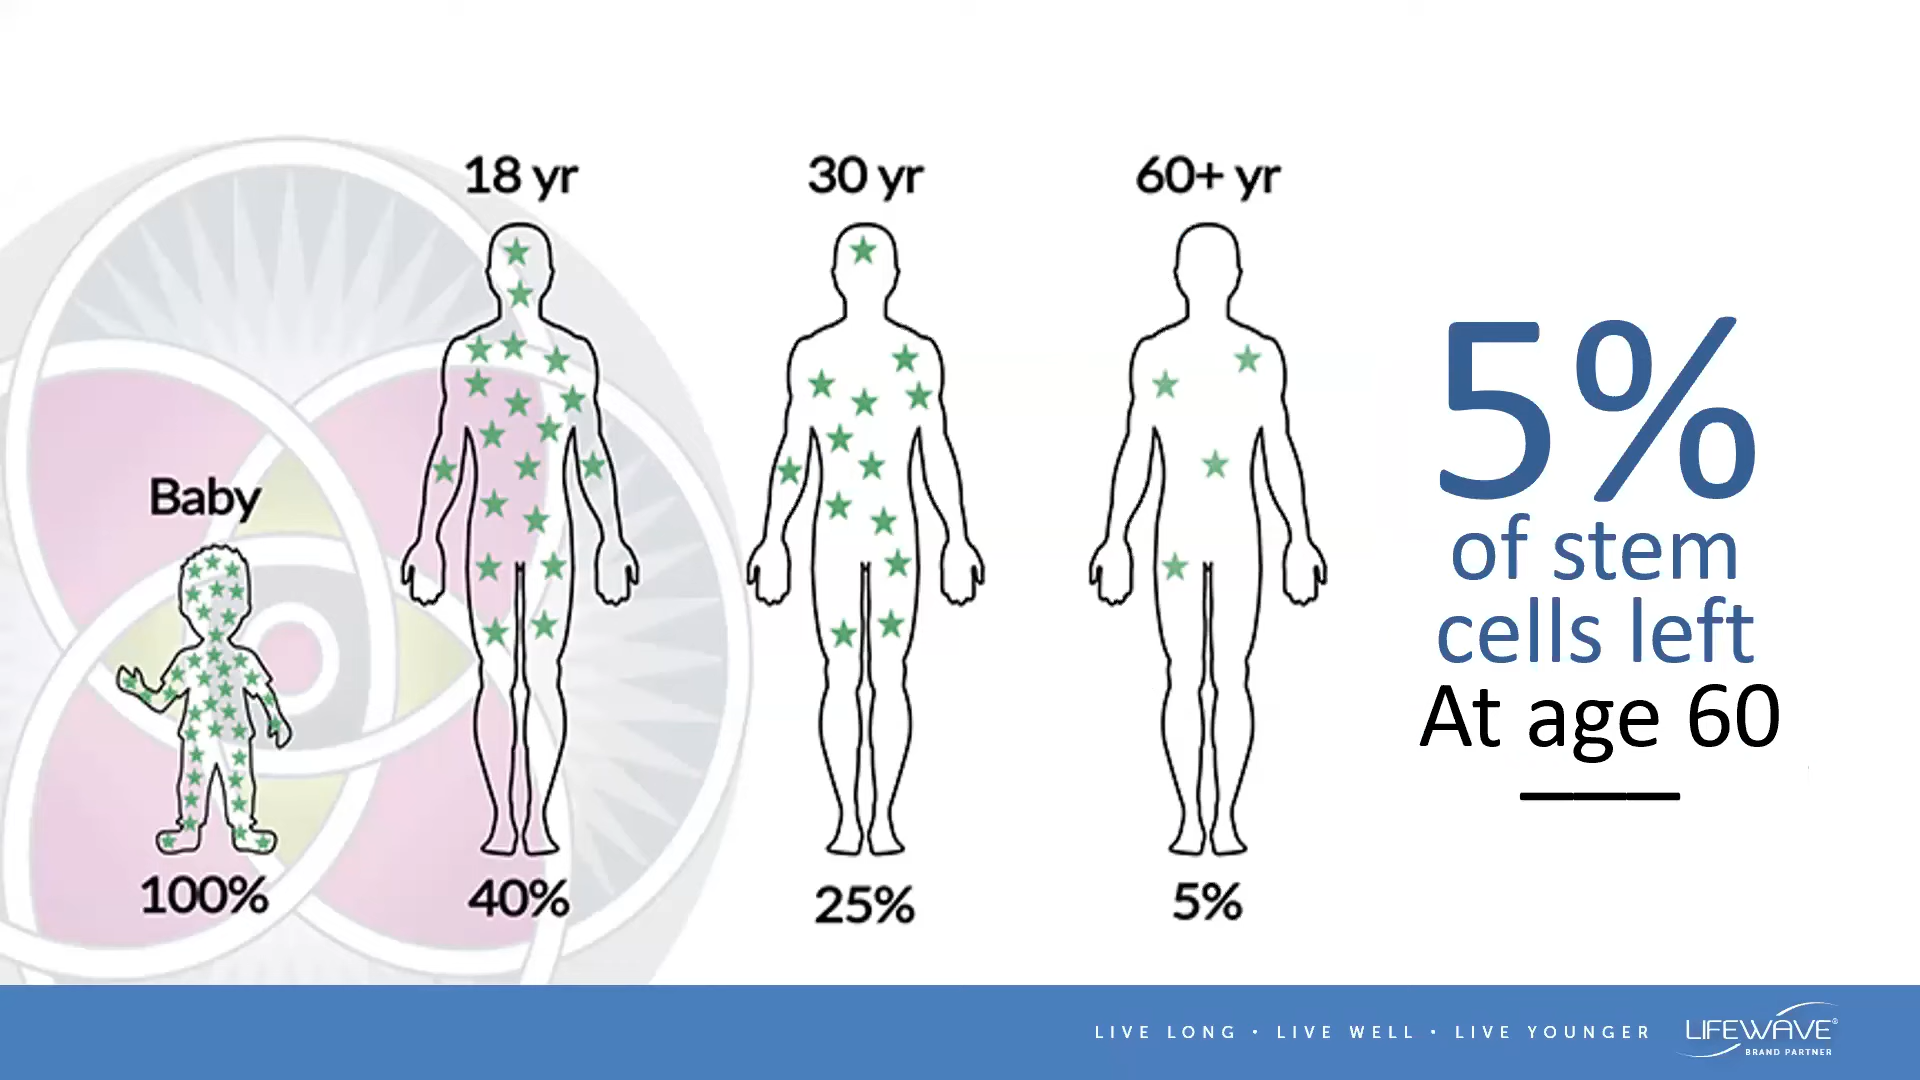 18 yr
30 yr
60+ yr
Baby
100%
40%
25%
5%
5%
of stem
cells left
At age 60
LIVE LONG • LIVE WELL • LIVE YOUNGER
LIFEWAVE®
BRAND PARTNER